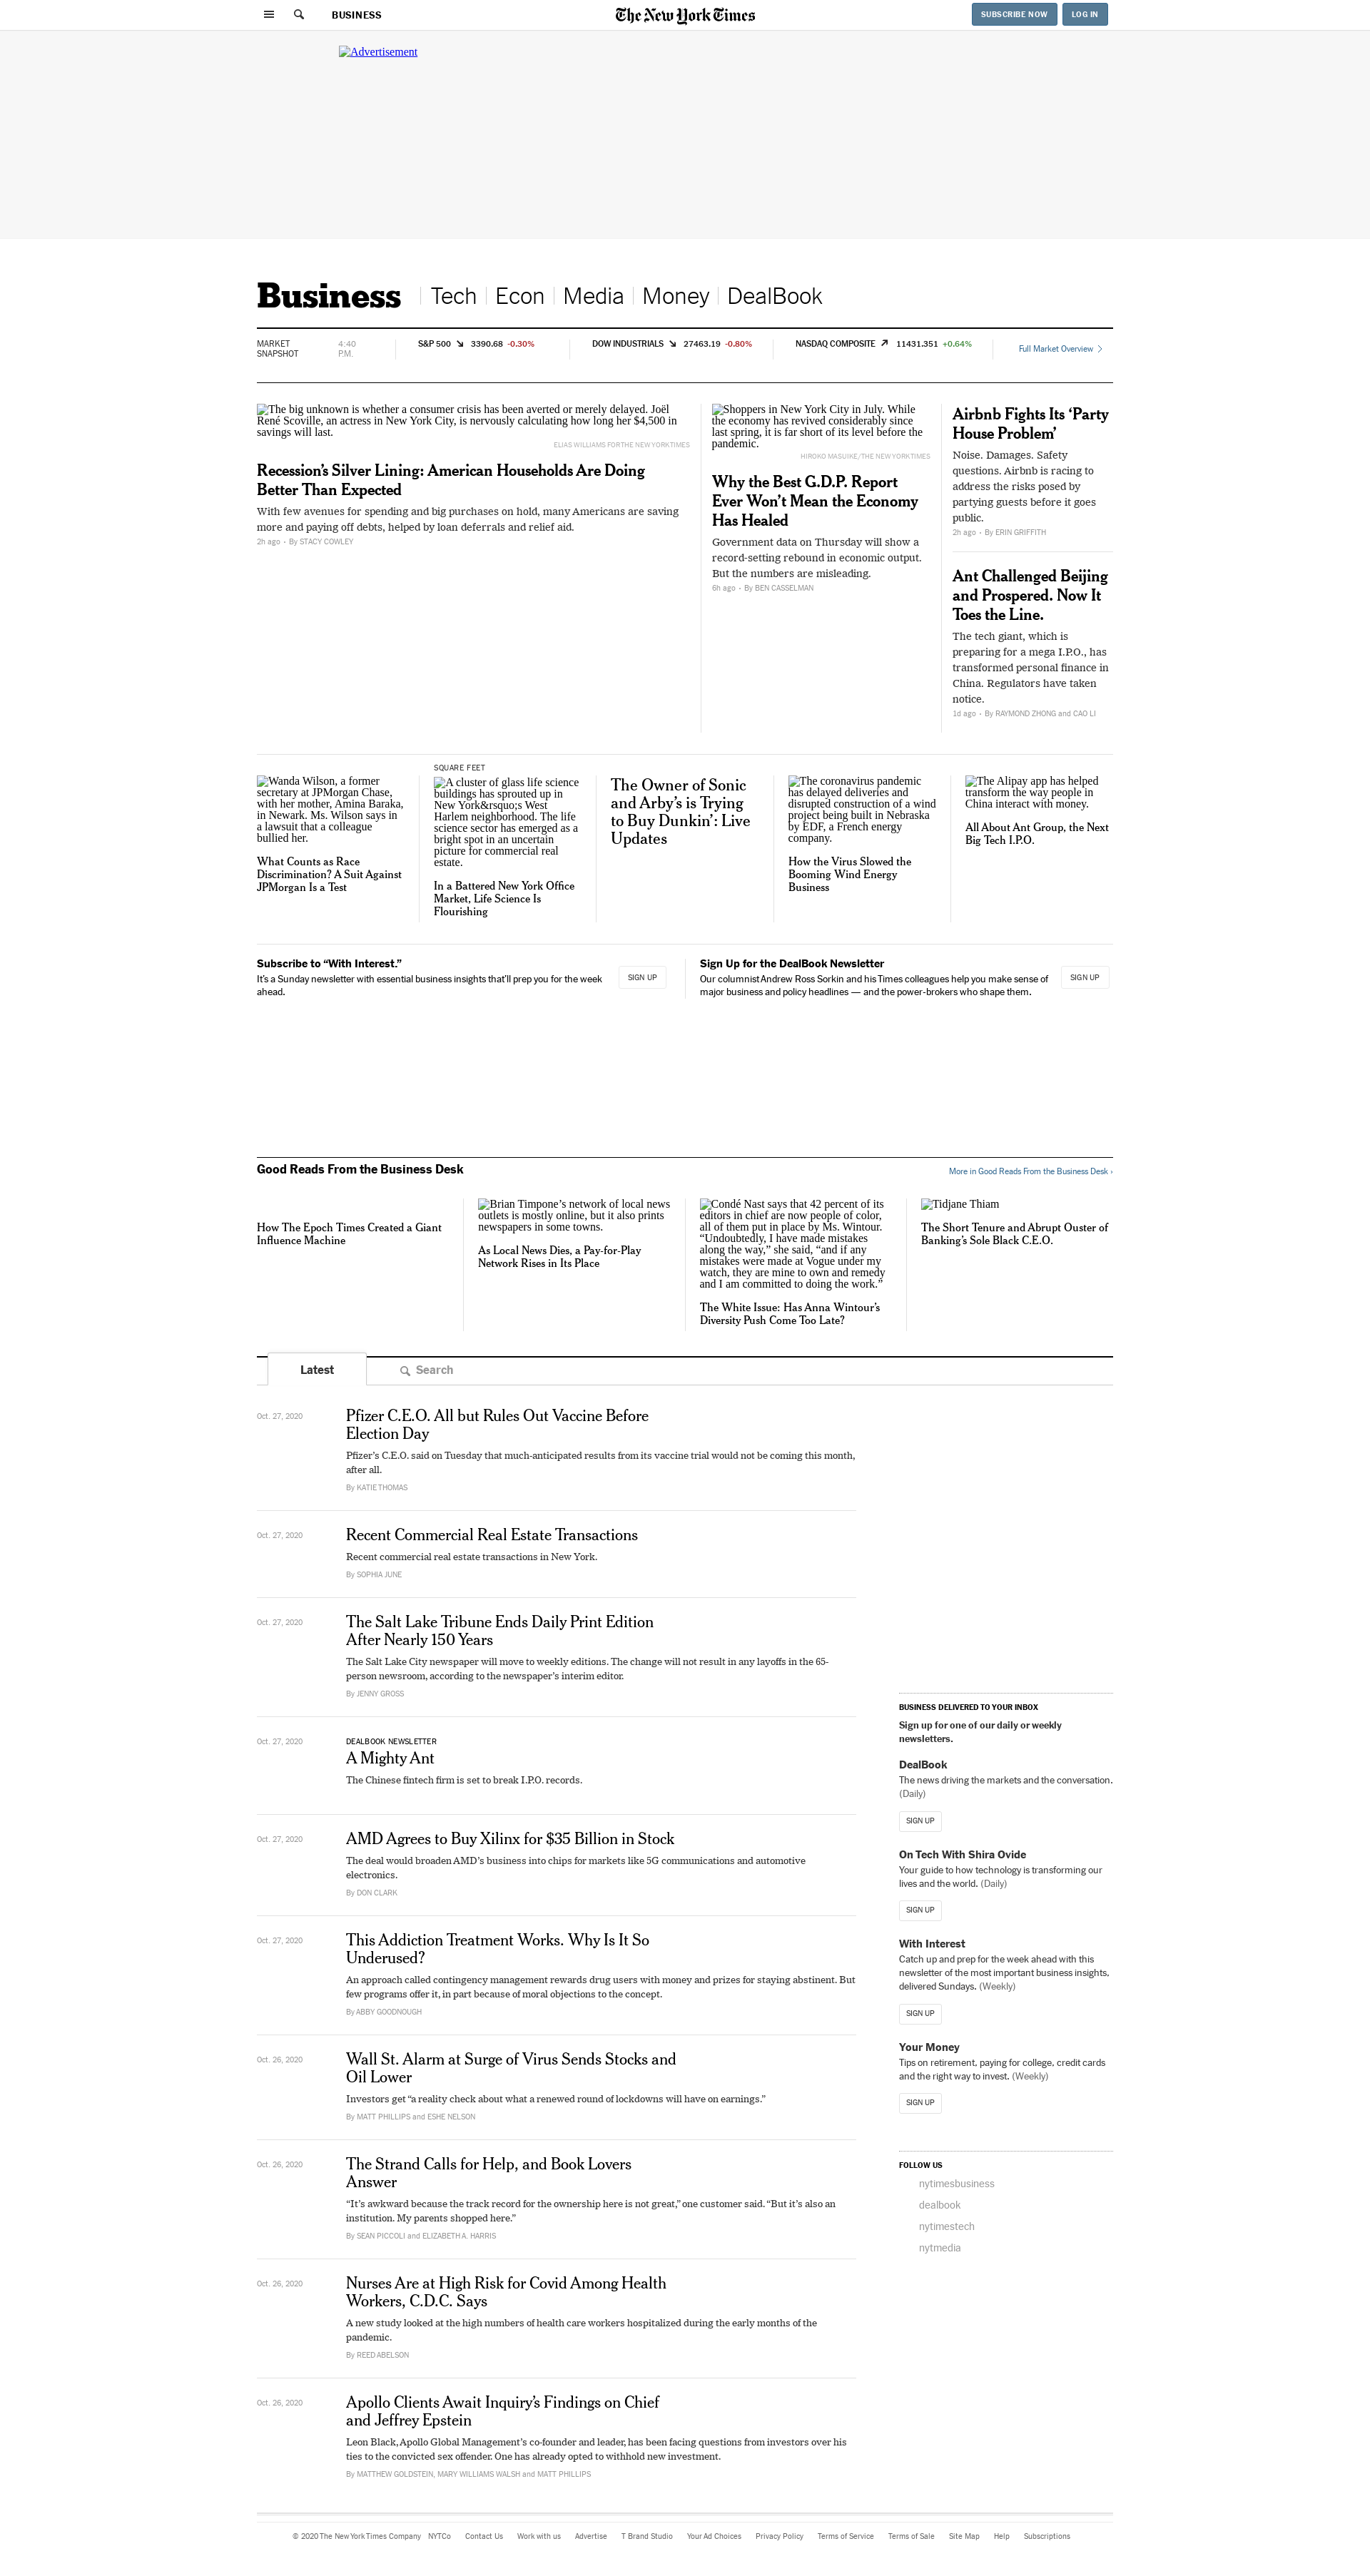 BUSINESS
The New York Times
SUBSCRIBE NOW
LOG IN
Advertisement
Business
Tech
Econ
Media
Money
DealBook
MARKET
SNAPSHOT
4:40
P.M.
S&P 500 3390.68 -0.30%
DOW INDUSTRIALS 27463.19 -0.80%
NASDAQ COMPOSITE 11431.351 +0.64%
Full Market Overview
The big unknown is whether a consumer crisis has been averted or merely delayed. Joël
René Scoville, an actress in New York City, is nervously calculating how long her $4,500 in
savings will last.
ELIAS WILLIAMS FOR THE NEW YORK TIMES
Recession’s Silver Lining: American Households Are Doing
Better Than Expected
With few avenues for spending and big purchases on hold, many Americans are saving
more and paying off debts, helped by loan deferrals and relief aid.
2h ago • By STACY COWLEY
Shoppers in New York City in July. While
the economy has revived considerably since
last spring, it is far short of its level before the
pandemic.
HIROKO MASUIKE/THE NEW YORK TIMES
Why the Best G.D.P. Report
Ever Won’t Mean the Economy
Has Healed
Government data on Thursday will show a
record-setting rebound in economic output.
But the numbers are misleading.
6h ago • By BEN CASSELMAN
Airbnb Fights Its ‘Party
House Problem’
Noise. Damages. Safety
questions. Airbnb is racing to
address the risks posed by
partying guests before it goes
public.
2h ago • By ERIN GRIFFITH
Ant Challenged Beijing
and Prospered. Now It
Toes the Line.
The tech giant, which is
preparing for a mega I.P.O., has
transformed personal finance in
China. Regulators have taken
notice.
1d ago • By RAYMOND ZHONG and CAO LI
Wanda Wilson, a former
secretary at JPMorgan Chase,
with her mother, Amina Baraka,
in Newark. Ms. Wilson says in
a lawsuit that a colleague
bullied her.
What Counts as Race
Discrimination? A Suit Against
JPMorgan Is a Test
SQUARE FEET
A cluster of glass life science
buildings has sprouted up in
New York&rsquo;s West
Harlem neighborhood. The life
science sector has emerged as a
bright spot in an uncertain
picture for commercial real
estate.
In a Battered New York Office
Market, Life Science Is
Flourishing
The Owner of Sonic
and Arby’s is Trying
to Buy Dunkin’: Live
Updates
The coronavirus pandemic
has delayed deliveries and
disrupted construction of a wind
project being built in Nebraska
by EDF, a French energy
company.
How the Virus Slowed the
Booming Wind Energy
Business
The Alipay app has helped
transform the way people in
China interact with money.
All About Ant Group, the Next
Big Tech I.P.O.
Subscribe to “With Interest.”
It’s a Sunday newsletter with essential business insights that’ll prep you for the week
ahead.
SIGN UP
Sign Up for the DealBook Newsletter
Our columnist Andrew Ross Sorkin and his Times colleagues help you make sense of
major business and policy headlines — and the power-brokers who shape them.
SIGN UP
Good Reads From the Business Desk
More in Good Reads From the Business Desk ›
How The Epoch Times Created a Giant
Influence Machine
Brian Timpone’s network of local news
outlets is mostly online, but it also prints
newspapers in some towns.
As Local News Dies, a Pay-for-Play
Network Rises in Its Place
Condé Nast says that 42 percent of its
editors in chief are now people of color,
all of them put in place by Ms. Wintour.
“Undoubtedly, I have made mistakes
along the way,” she said, “and if any
mistakes were made at Vogue under my
watch, they are mine to own and remedy
and I am committed to doing the work.”
The White Issue: Has Anna Wintour’s
Diversity Push Come Too Late?
Tidjane Thiam
The Short Tenure and Abrupt Ouster of
Banking’s Sole Black C.E.O.
Latest
Search
Oct. 27, 2020
Pfizer C.E.O. All but Rules Out Vaccine Before
Election Day
Pfizer’s C.E.O. said on Tuesday that much-anticipated results from its vaccine trial would not be coming this month,
after all.
By KATIE THOMAS
Oct. 27, 2020
Recent Commercial Real Estate Transactions
Recent commercial real estate transactions in New York.
By SOPHIA JUNE
Oct. 27, 2020
The Salt Lake Tribune Ends Daily Print Edition
After Nearly 150 Years
The Salt Lake City newspaper will move to weekly editions. The change will not result in any layoffs in the 65-
person newsroom, according to the newspaper’s interim editor.
By JENNY GROSS
Oct. 27, 2020
DEALBOOK NEWSLETTER
A Mighty Ant
The Chinese fintech firm is set to break I.P.O. records.
Oct. 27, 2020
AMD Agrees to Buy Xilinx for $35 Billion in Stock
The deal would broaden AMD’s business into chips for markets like 5G communications and automotive
electronics.
By DON CLARK
Oct. 27, 2020
This Addiction Treatment Works. Why Is It So
Underused?
An approach called contingency management rewards drug users with money and prizes for staying abstinent. But
few programs offer it, in part because of moral objections to the concept.
By ABBY GOODNOUGH
Oct. 26, 2020
Wall St. Alarm at Surge of Virus Sends Stocks and
Oil Lower
Investors get “a reality check about what a renewed round of lockdowns will have on earnings.”
By MATT PHILLIPS and ESHE NELSON
Oct. 26, 2020
The Strand Calls for Help, and Book Lovers
Answer
“It’s awkward because the track record for the ownership here is not great,” one customer said. “But it’s also an
institution. My parents shopped here.”
By SEAN PICCOLI and ELIZABETH A. HARRIS
Oct. 26, 2020
Nurses Are at High Risk for Covid Among Health
Workers, C.D.C. Says
A new study looked at the high numbers of health care workers hospitalized during the early months of the
pandemic.
By REED ABELSON
Oct. 26, 2020
Apollo Clients Await Inquiry’s Findings on Chief
and Jeffrey Epstein
Leon Black, Apollo Global Management’s co-founder and leader, has been facing questions from investors over his
ties to the convicted sex offender. One has already opted to withhold new investment.
By MATTHEW GOLDSTEIN, MARY WILLIAMS WALSH and MATT PHILLIPS
BUSINESS DELIVERED TO YOUR INBOX
Sign up for one of our daily or weekly
newsletters.
DealBook
The news driving the markets and the conversation.
(Daily)
SIGN UP
On Tech With Shira Ovide
Your guide to how technology is transforming our
lives and the world. (Daily)
SIGN UP
With Interest
Catch up and prep for the week ahead with this
newsletter of the most important business insights,
delivered Sundays. (Weekly)
SIGN UP
Your Money
Tips on retirement, paying for college, credit cards
and the right way to invest. (Weekly)
SIGN UP
FOLLOW US
nytimesbusiness
dealbook
nytimestech
nytmedia
© 2020 The New York Times Company NYTCo Contact Us Work with us Advertise T Brand Studio Your Ad Choices Privacy Policy Terms of Service Terms of Sale Site Map Help Subscriptions